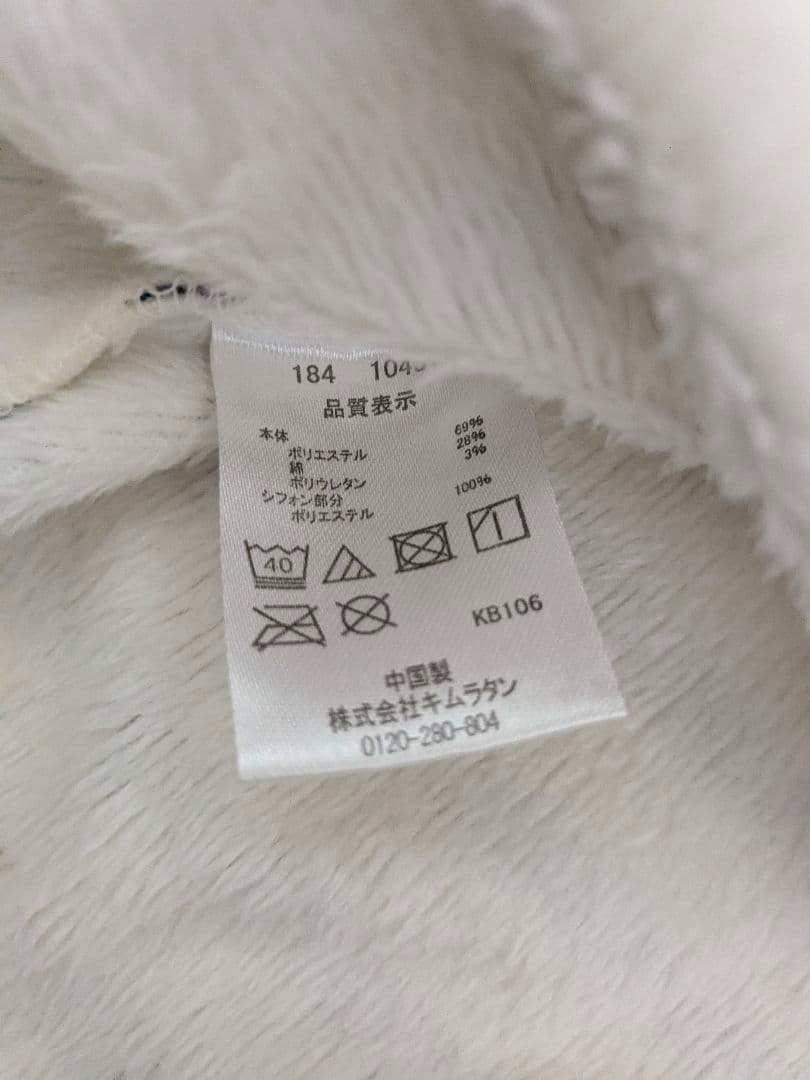 184 104
品質表示
本体
ポリエステル 69%
綿 28%
ポリウレタン 3%
シフォン部分
ポリエステル 100%
40
KB106
中国製
株式会社キムラタン
0120-280-804